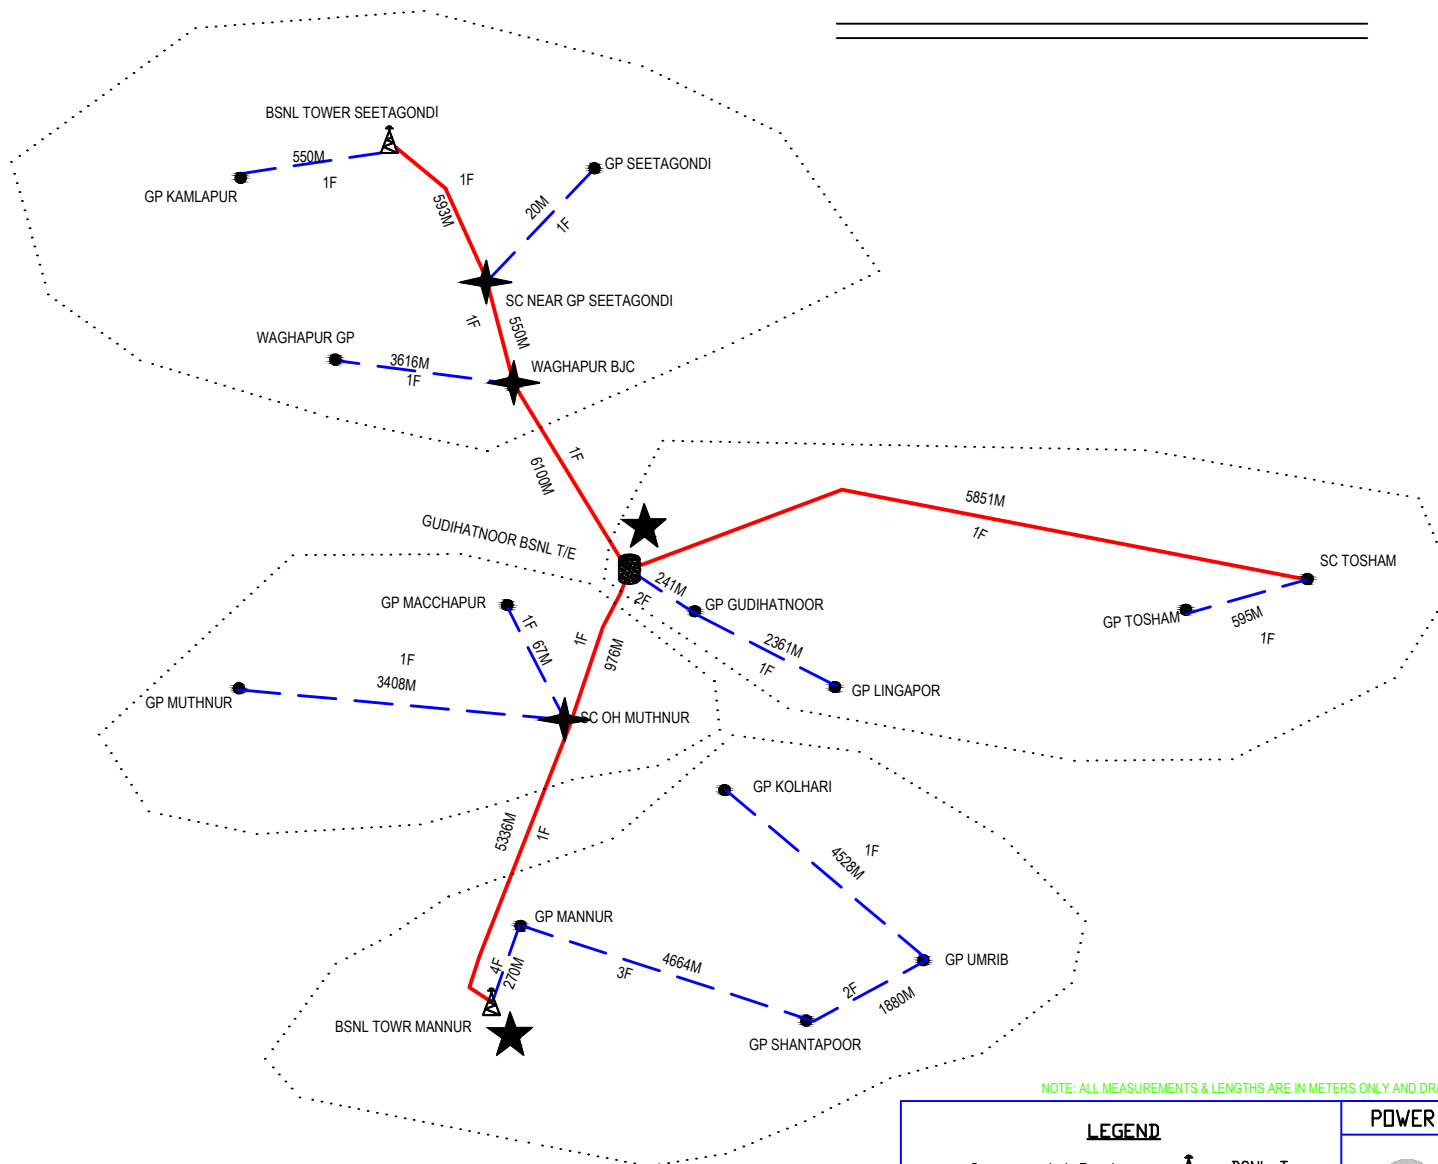 BSNL TOWER SEETAGONDI
550M
1F
GP KAMLAPUR
1F
593M
GP SEETAGONDI
20M
1F
SC NEAR GP SEETAGONDI
1F
550M
WAGHAPUR GP
3616M
1F
WAGHAPUR BJC
1F
6100M
GUDIHATNOOR BSNL T/E
5851M
1F
SC TOSHAM
GP TOSHAM
595M
1F
241M
2F
GP GUDIHATNOOR
2361M
1F
GP LINGAPOR
GP MACCHAPUR
1F
67M
1F
976M
1F
3408M
GP MUTHNUR
SC OH MUTHNUR
5336M
1F
GP KOLHARI
1F
4528M
GP MANNUR
4F
270M
4664M
3F
GP UMRIB
2F
1880M
BSNL TOWR MANNUR
GP SHANTAPOOR
NOTE: ALL MEASUREMENTS & LENGTHS ARE IN METERS ONLY AND DR
LEGEND
POWER